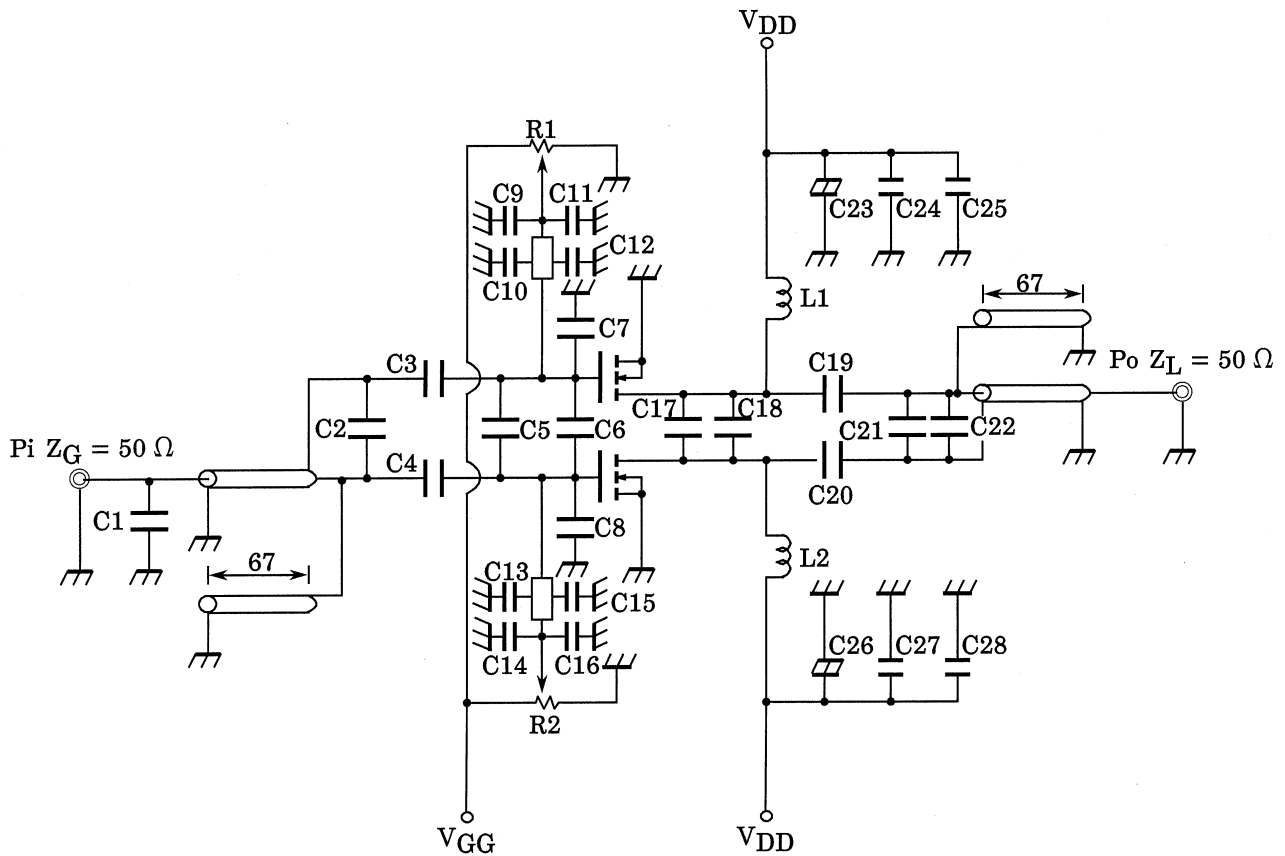 VDD
R1
C9 C11
C12
C10
C23 C24 C25
67
C7
L1
C3
C19
Po ZL = 50 Ω
C17 C18
C2
C5 C6
C21 C22
Pi ZG = 50 Ω
C4
C20
C1
C8
L2
67
C13
C15
C14 C16
C26 C27 C28
R2
VGG
VDD